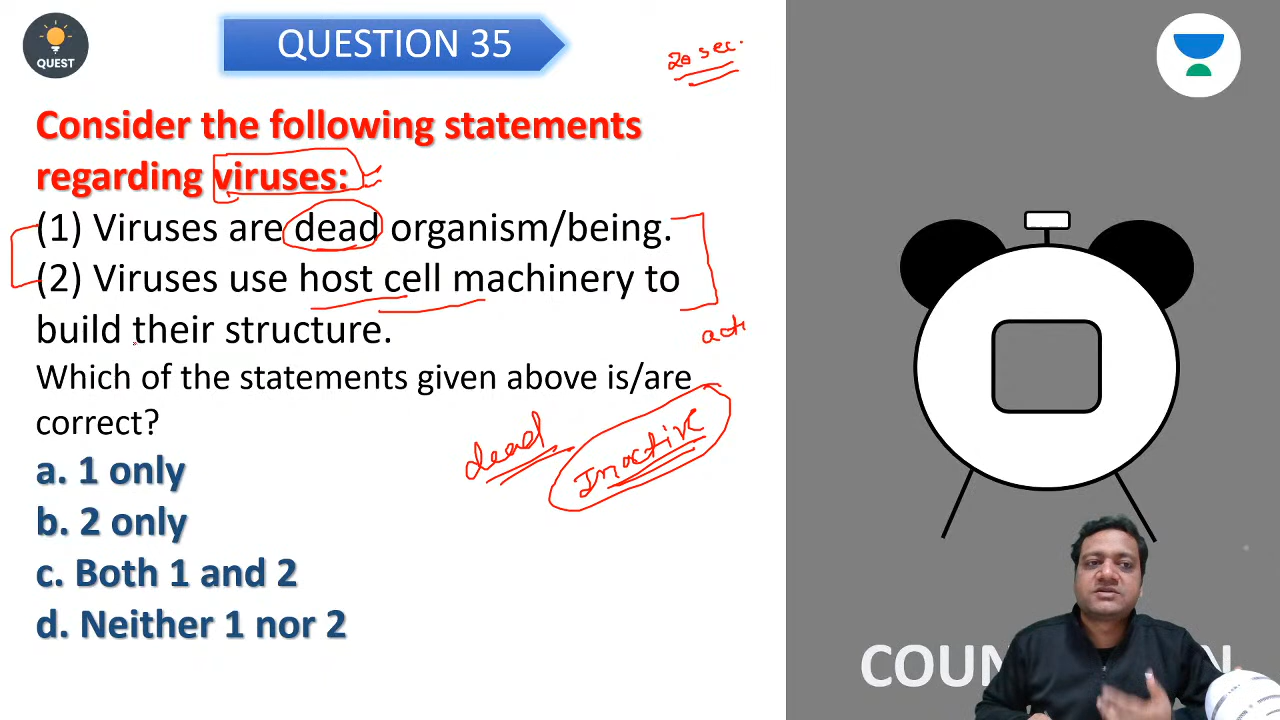 QUEST
QUESTION 35
20 sec.
Consider the following statements
regarding viruses:
(1) Viruses are dead organism/being.
(2) Viruses use host cell machinery to
build their structure.
acti
Which of the statements given above is/are
correct?
dead
Inactive
a. 1 only
b. 2 only
c. Both 1 and 2
d. Neither 1 nor 2